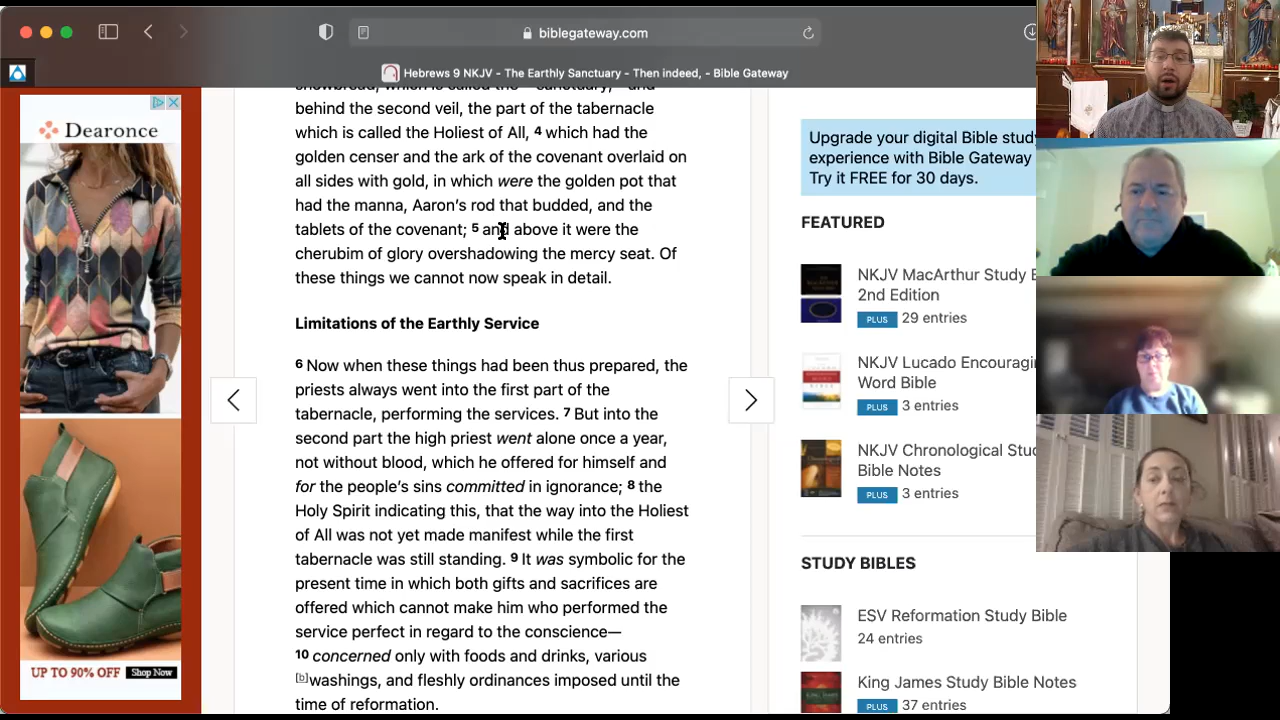 biblegateway.com
Hebrews 9 NKJV - The Earthly Sanctuary - Then indeed, - Bible Gateway
Dearonce
UP TO 90% OFF Shop Now
showbread, which is called the sanctuary; and
behind the second veil, the part of the tabernacle
which is called the Holiest of All, 4 which had the
golden censer and the ark of the covenant overlaid on
all sides with gold, in which were the golden pot that
had the manna, Aaron's rod that budded, and the
tablets of the covenant; 5 and above it were the
cherubim of glory overshadowing the mercy seat. Of
these things we cannot now speak in detail.
Limitations of the Earthly Service
6 Now when these things had been thus prepared, the
priests always went into the first part of the
tabernacle, performing the services. 7 But into the
second part the high priest went alone once a year,
not without blood, which he offered for himself and
for the people's sins committed in ignorance; 8 the
Holy Spirit indicating this, that the way into the Holiest
of All was not yet made manifest while the first
tabernacle was still standing. 9 It was symbolic for the
present time in which both gifts and sacrifices are
offered which cannot make him who performed the
service perfect in regard to the conscience—
10 concerned only with foods and drinks, various
[b]washings, and fleshly ordinances imposed until the
time of reformation.
Upgrade your digital Bible stud
experience with Bible Gateway
Try it FREE for 30 days.
FEATURED
NKJV MacArthur Study B
2nd Edition
PLUS 29 entries
NKJV Lucado Encouragi
Word Bible
PLUS 3 entries
NKJV Chronological Stud
Bible Notes
PLUS 3 entries
STUDY BIBLES
ESV Reformation Study Bible
24 entries
King James Study Bible Notes
PLUS 37 entries